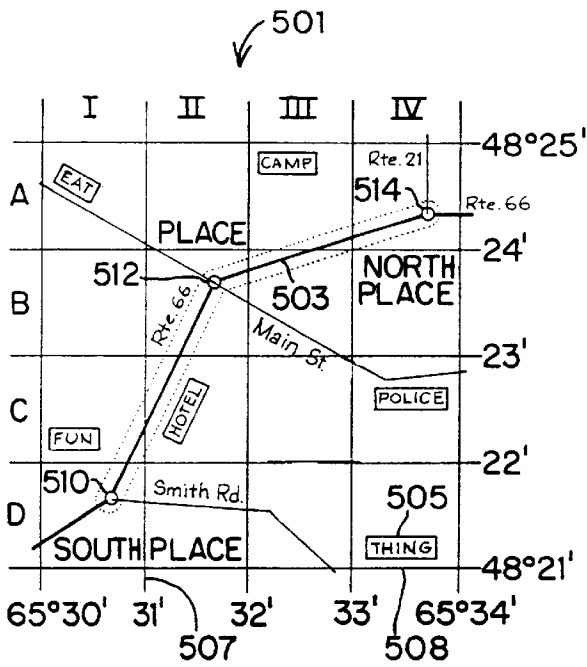 501
I II III IV
48°25'
A
EAT
CAMP
Rte. 21
514
Rte. 66
PLACE
24'
512
NORTH
PLACE
503
B
Rte. 66
Main St.
23'
C
HOTEL
POLICE
FUN
22'
510
Smith Rd.
505
D
SOUTH PLACE
THING
48°21'
65°30' 31' 32' 33' 65°34'
507
508